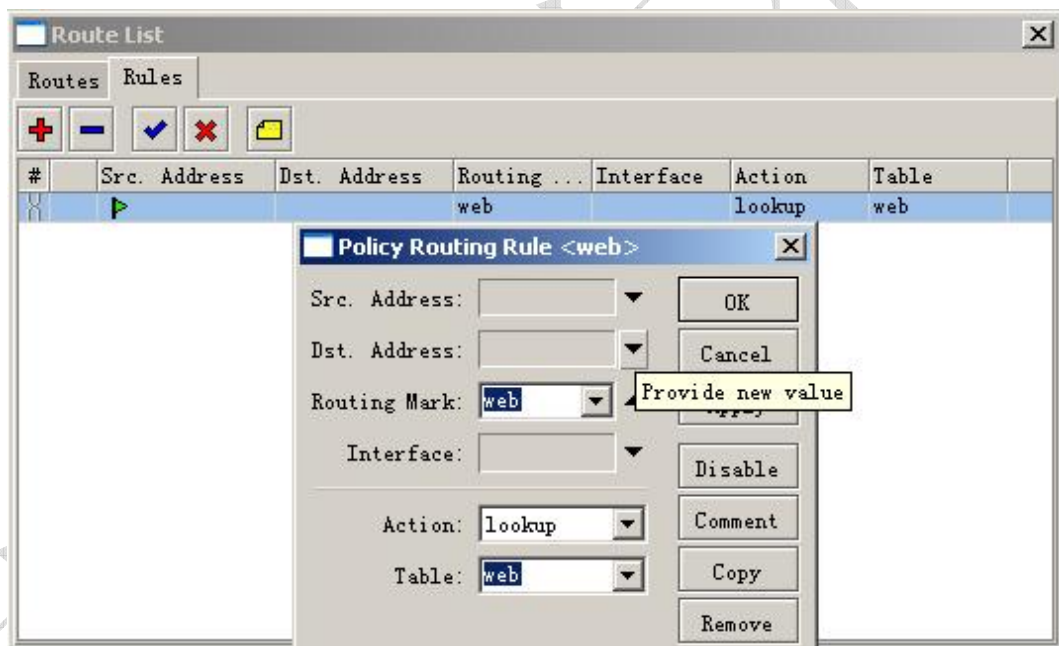 Route List
Routes Rules
# Src. Address Dst. Address Routing ... Interface Action Table
web lookup web
Policy Routing Rule <web>
Src. Address: OK
Dst. Address: Cancel
Provide new value
Routing Mark: web Apply
Interface: Disable
Action: lookup Comment
Table: web Copy
Remove